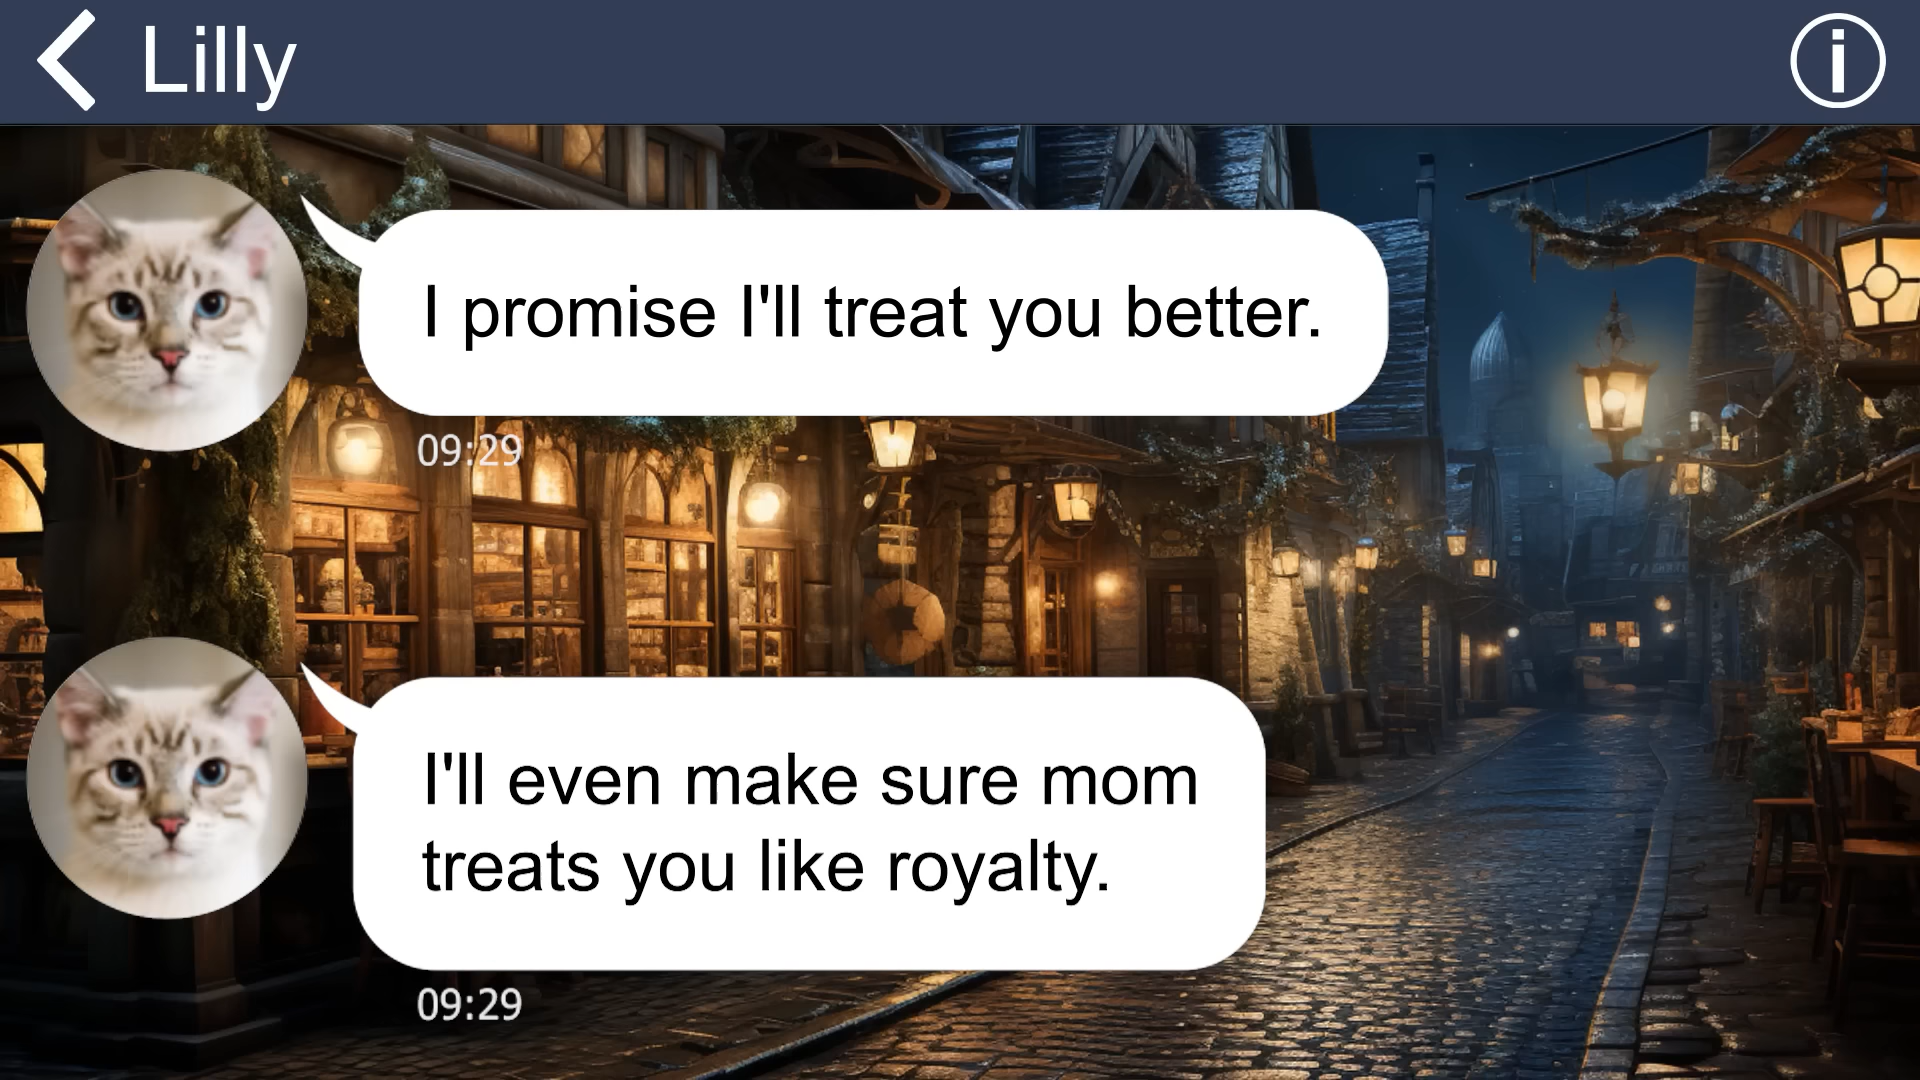 Lilly
I promise I'll treat you better.
09:29
I'll even make sure mom
treats you like royalty.
09:29